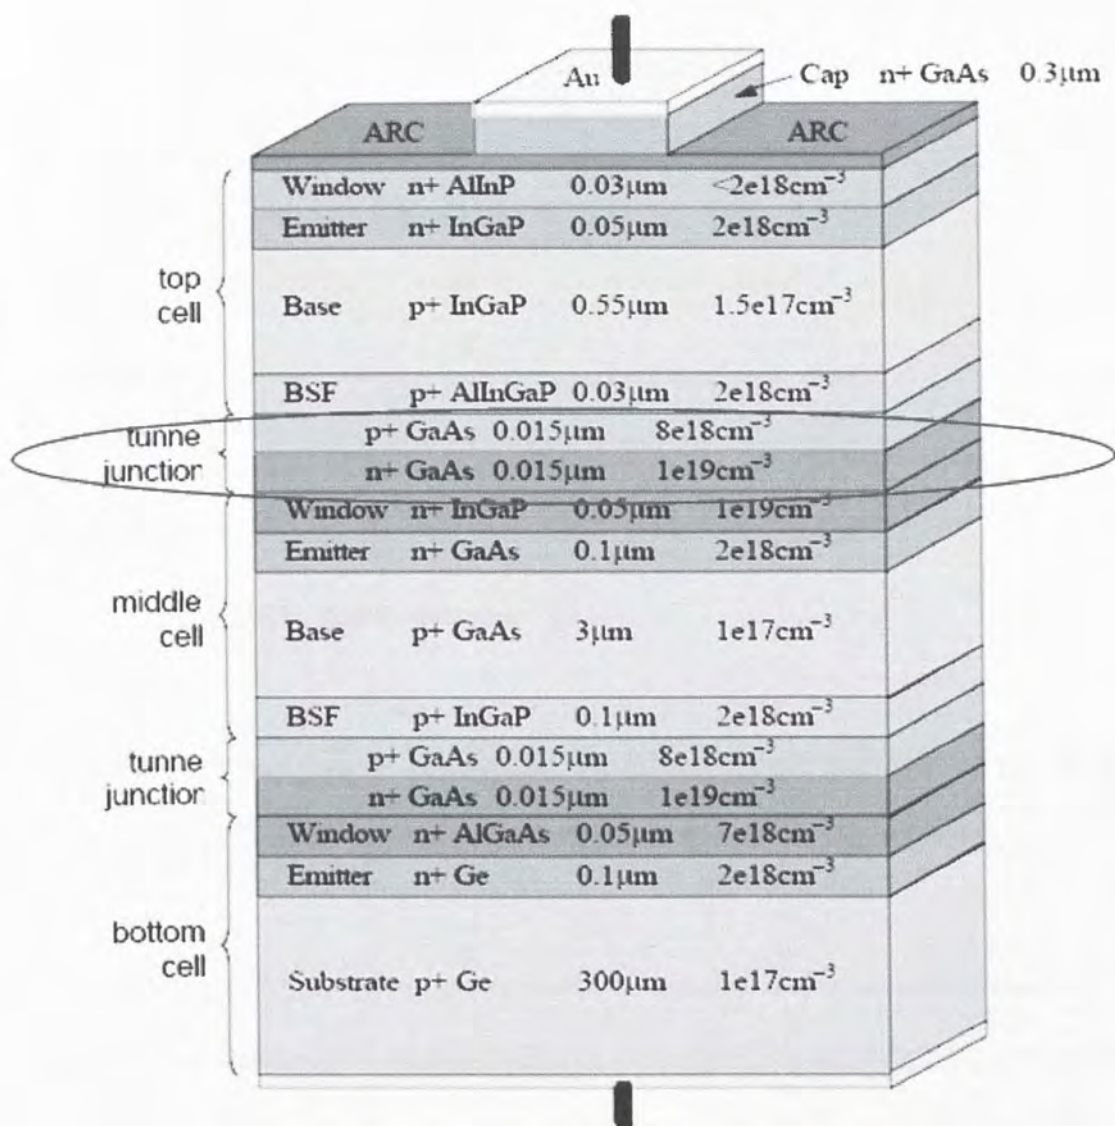 Au
Cap n+ GaAs 0.3µm
ARC ARC
Window n+ AlInP 0.03µm <2e18cm⁻³
Emitter n+ InGaP 0.05µm 2e18cm⁻³
top
cell
Base p+ InGaP 0.55µm 1.5e17cm⁻³
BSF p+ AlInGaP 0.03µm 2e18cm⁻³
tunne
junction
p+ GaAs 0.015µm 8e18cm⁻³
n+ GaAs 0.015µm 1e19cm⁻³
Window n+ InGaP 0.05µm 1e19cm⁻³
Emitter n+ GaAs 0.1µm 2e18cm⁻³
middle
cell
Base p+ GaAs 3µm 1e17cm⁻³
BSF p+ InGaP 0.1µm 2e18cm⁻³
tunne
junction
p+ GaAs 0.015µm 8e18cm⁻³
n+ GaAs 0.015µm 1e19cm⁻³
Window n+ AlGaAs 0.05µm 7e18cm⁻³
Emitter n+ Ge 0.1µm 2e18cm⁻³
bottom
cell
Substrate p+ Ge 300µm 1e17cm⁻³